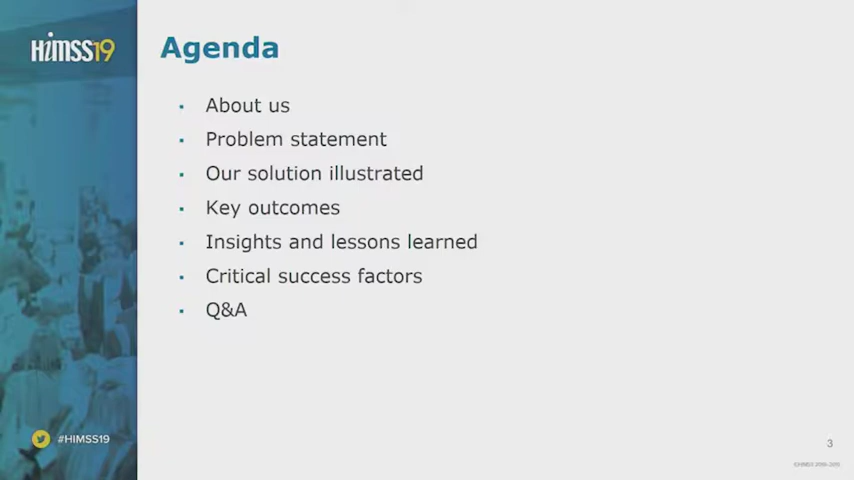 HiMSS19
Agenda
▪ About us
▪ Problem statement
▪ Our solution illustrated
▪ Key outcomes
▪ Insights and lessons learned
▪ Critical success factors
▪ Q&A
#HIMSS19
3